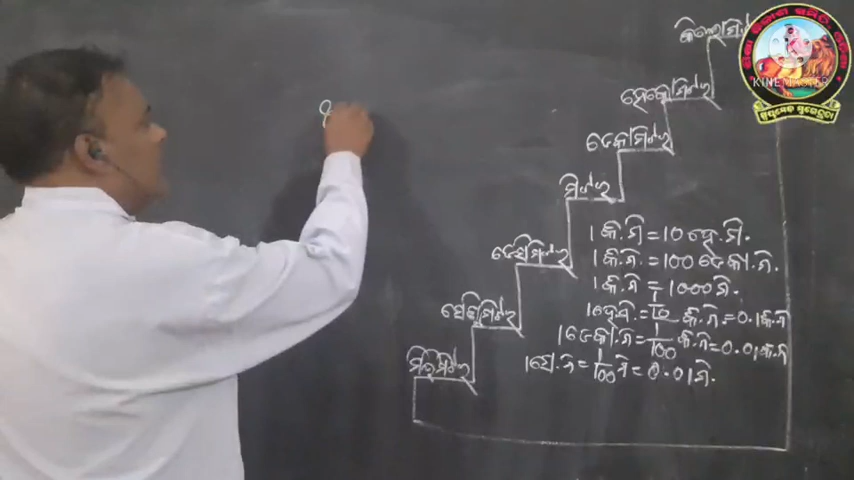 କିଲୋମିଟର
ହେକ୍ଟୋମିଟର
ଡେକାମିଟର
ମିଟର
ଡେସିମିଟର
ସେଣ୍ଟିମିଟର
ମିଲିମିଟର
1 କି.ମି = 10 ହେ.ମି.
1 କି.ମି. = 100 ଡେକା.ମି.
1 କି.ମି = 1000 ମି.
1 ହେ.ମି. = 1/10 କି.ମି. = 0.1 କି.ମି
1 ଡେକା.ମି = 1/100 କି.ମି = 0.01 କି.ମି
1 ସେ.ମି = 1/100 ମି = 0.01 ମି.
KINEMASTER